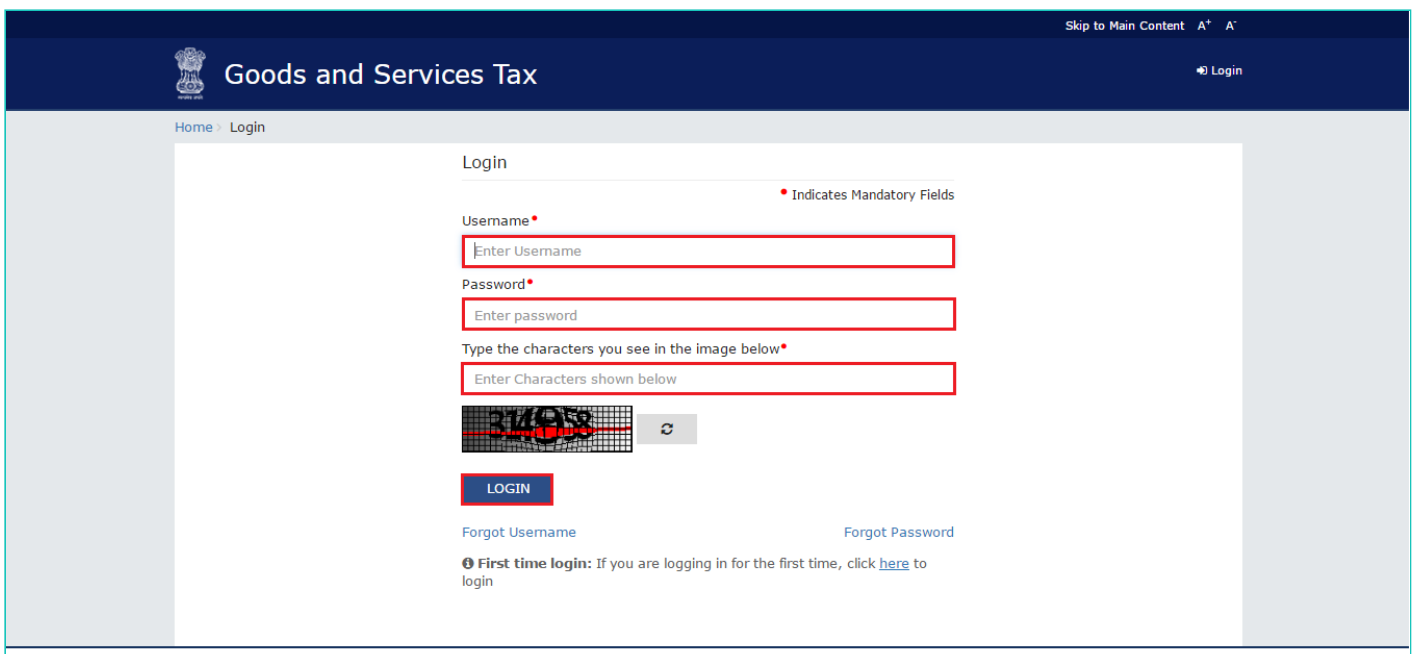 Skip to Main Content A+ A-
Goods and Services Tax
Login
Home > Login
Login
• Indicates Mandatory Fields
Username•
Enter Username
Password•
Enter password
Type the characters you see in the image below•
Enter Characters shown below
LOGIN
Forgot Username Forgot Password
First time login: If you are logging in for the first time, click here to
login